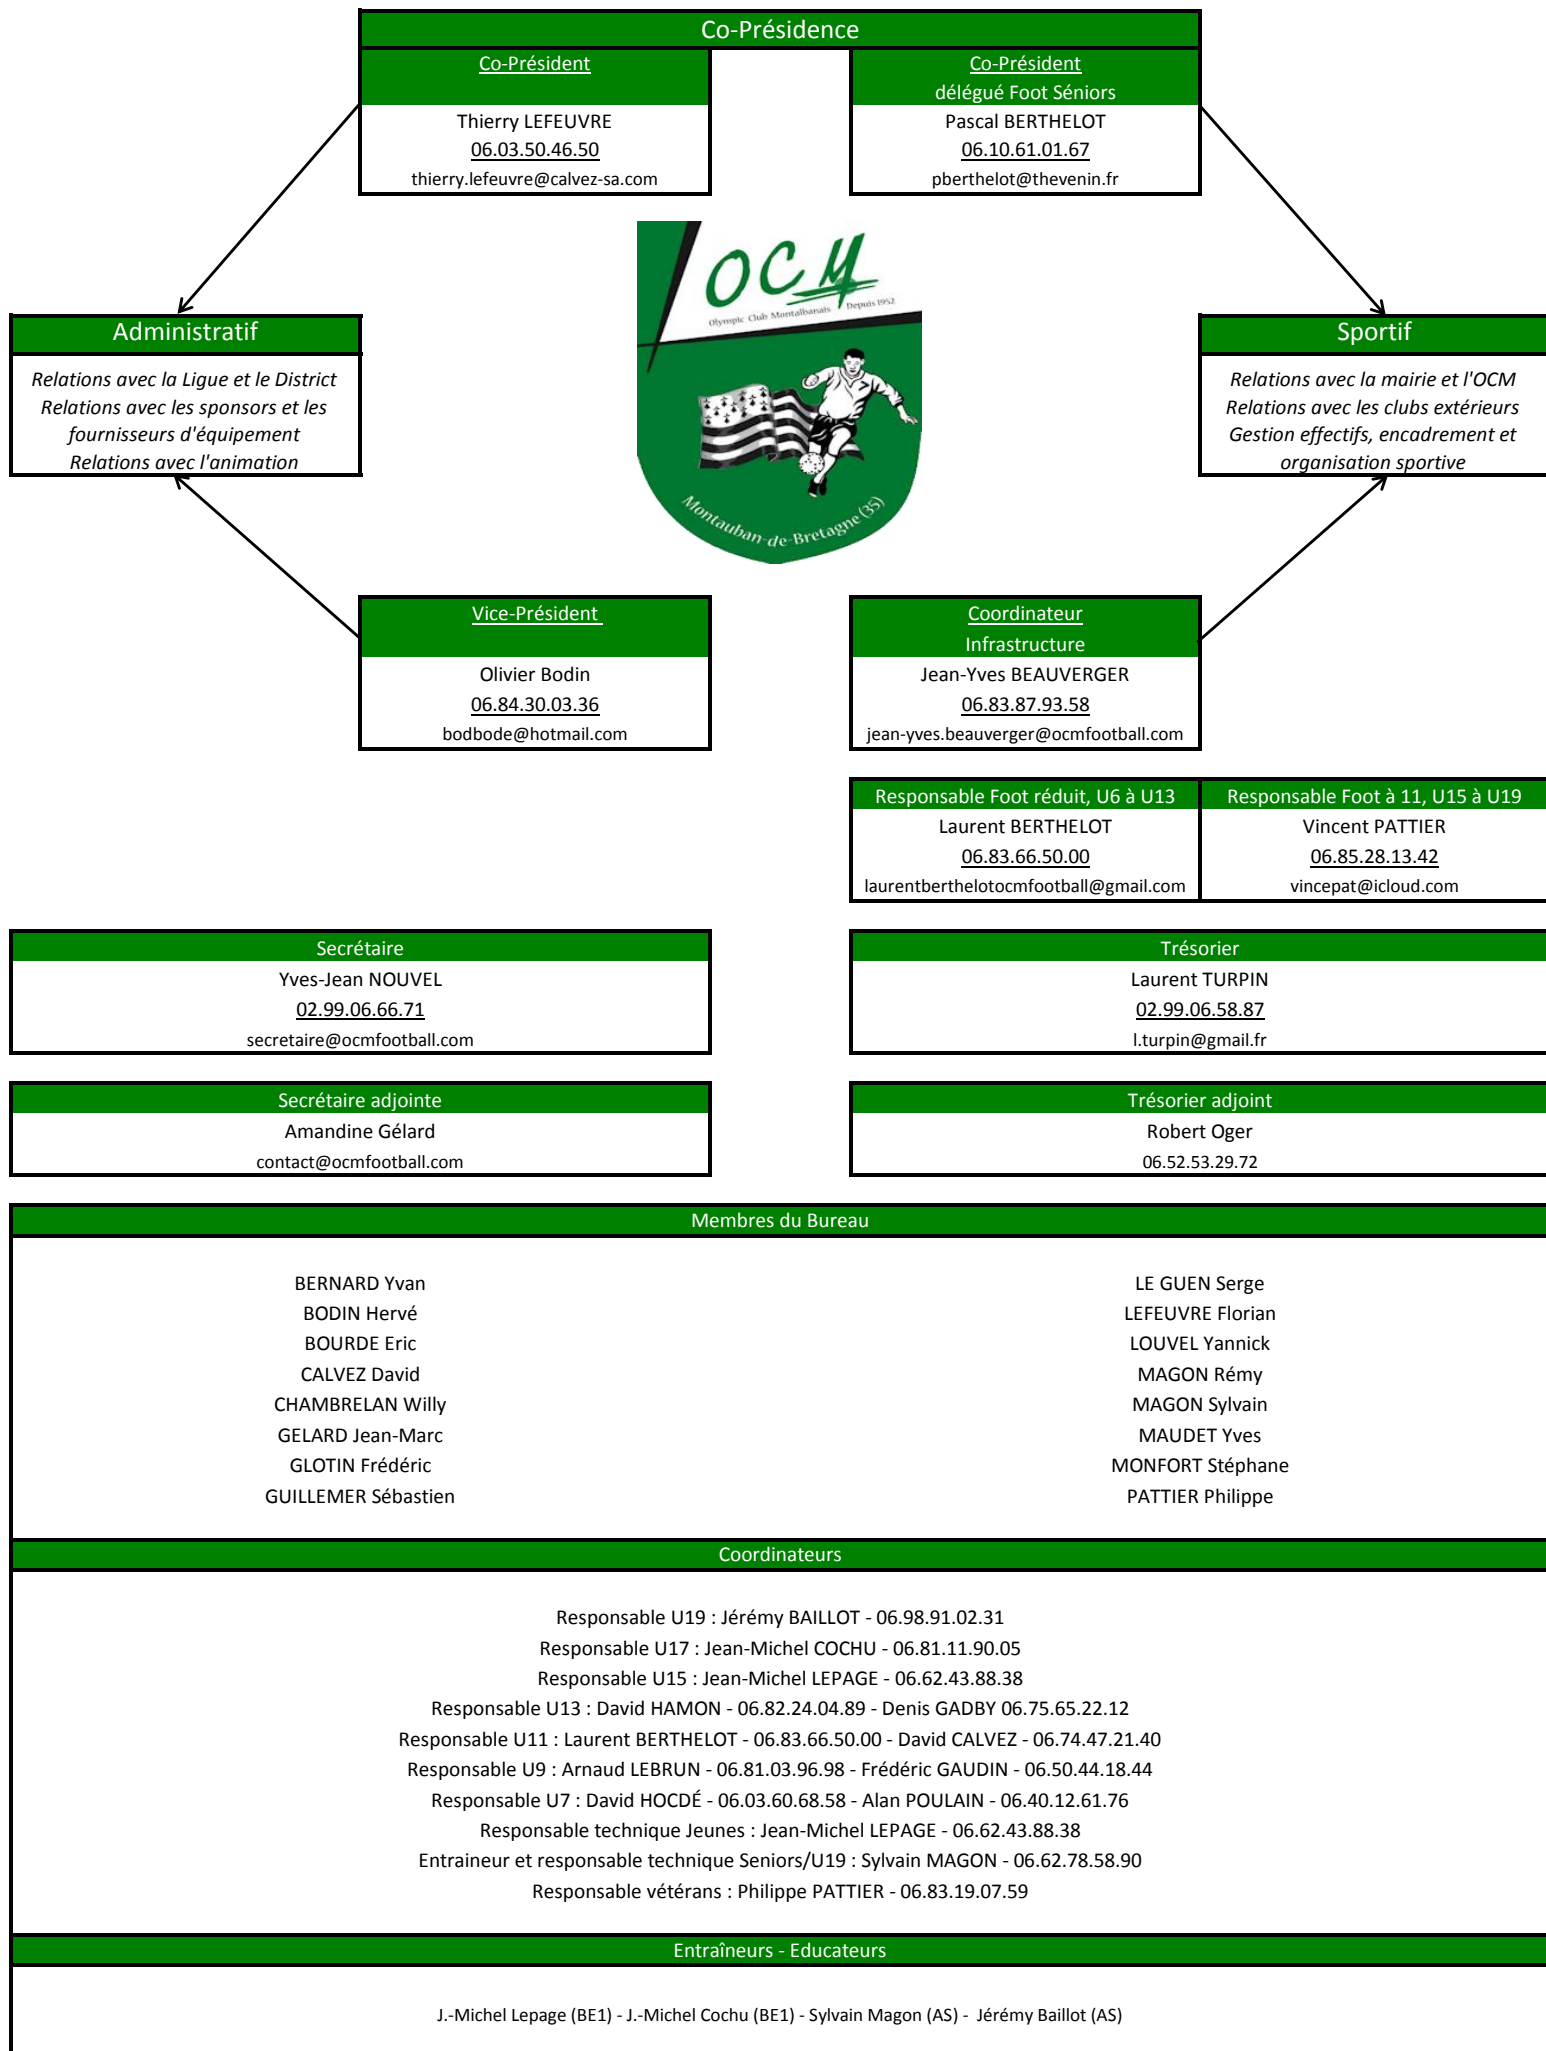 Co-Présidence
Co-Président
Thierry LEFEUVRE
06.03.50.46.50
thierry.lefeuvre@calvez-sa.com
Co-Président
délégué Foot Séniors
Pascal BERTHELOT
06.10.61.01.67
pberthelot@thevenin.fr
OCM
Olympic Club Montalbanais Depuis 1952
Montauban-de-Bretagne (35)
Administratif
Relations avec la Ligue et le District
Relations avec les sponsors et les
fournisseurs d'équipement
Relations avec l'animation
Sportif
Relations avec la mairie et l'OCM
Relations avec les clubs extérieurs
Gestion effectifs, encadrement et
organisation sportive
Vice-Président
Olivier Bodin
06.84.30.03.36
bodbode@hotmail.com
Coordinateur
Infrastructure
Jean-Yves BEAUVERGER
06.83.87.93.58
jean-yves.beauverger@ocmfootball.com
Responsable Foot réduit, U6 à U13
Laurent BERTHELOT
06.83.66.50.00
laurentberthelotocmfootball@gmail.com
Responsable Foot à 11, U15 à U19
Vincent PATTIER
06.85.28.13.42
vincepat@icloud.com
Secrétaire
Yves-Jean NOUVEL
02.99.06.66.71
secretaire@ocmfootball.com
Trésorier
Laurent TURPIN
02.99.06.58.87
l.turpin@gmail.fr
Secrétaire adjointe
Amandine Gélard
contact@ocmfootball.com
Trésorier adjoint
Robert Oger
06.52.53.29.72
Membres du Bureau
BERNARD Yvan
BODIN Hervé
BOURDE Eric
CALVEZ David
CHAMBRELAN Willy
GELARD Jean-Marc
GLOTIN Frédéric
GUILLEMER Sébastien
LE GUEN Serge
LEFEUVRE Florian
LOUVEL Yannick
MAGON Rémy
MAGON Sylvain
MAUDET Yves
MONFORT Stéphane
PATTIER Philippe
Coordinateurs
Responsable U19 : Jérémy BAILLOT - 06.98.91.02.31
Responsable U17 : Jean-Michel COCHU - 06.81.11.90.05
Responsable U15 : Jean-Michel LEPAGE - 06.62.43.88.38
Responsable U13 : David HAMON - 06.82.24.04.89 - Denis GADBY 06.75.65.22.12
Responsable U11 : Laurent BERTHELOT - 06.83.66.50.00 - David CALVEZ - 06.74.47.21.40
Responsable U9 : Arnaud LEBRUN - 06.81.03.96.98 - Frédéric GAUDIN - 06.50.44.18.44
Responsable U7 : David HOCDÉ - 06.03.60.68.58 - Alan POULAIN - 06.40.12.61.76
Responsable technique Jeunes : Jean-Michel LEPAGE - 06.62.43.88.38
Entraineur et responsable technique Seniors/U19 : Sylvain MAGON - 06.62.78.58.90
Responsable vétérans : Philippe PATTIER - 06.83.19.07.59
Entraîneurs - Educateurs
J.-Michel Lepage (BE1) - J.-Michel Cochu (BE1) - Sylvain Magon (AS) - Jérémy Baillot (AS)